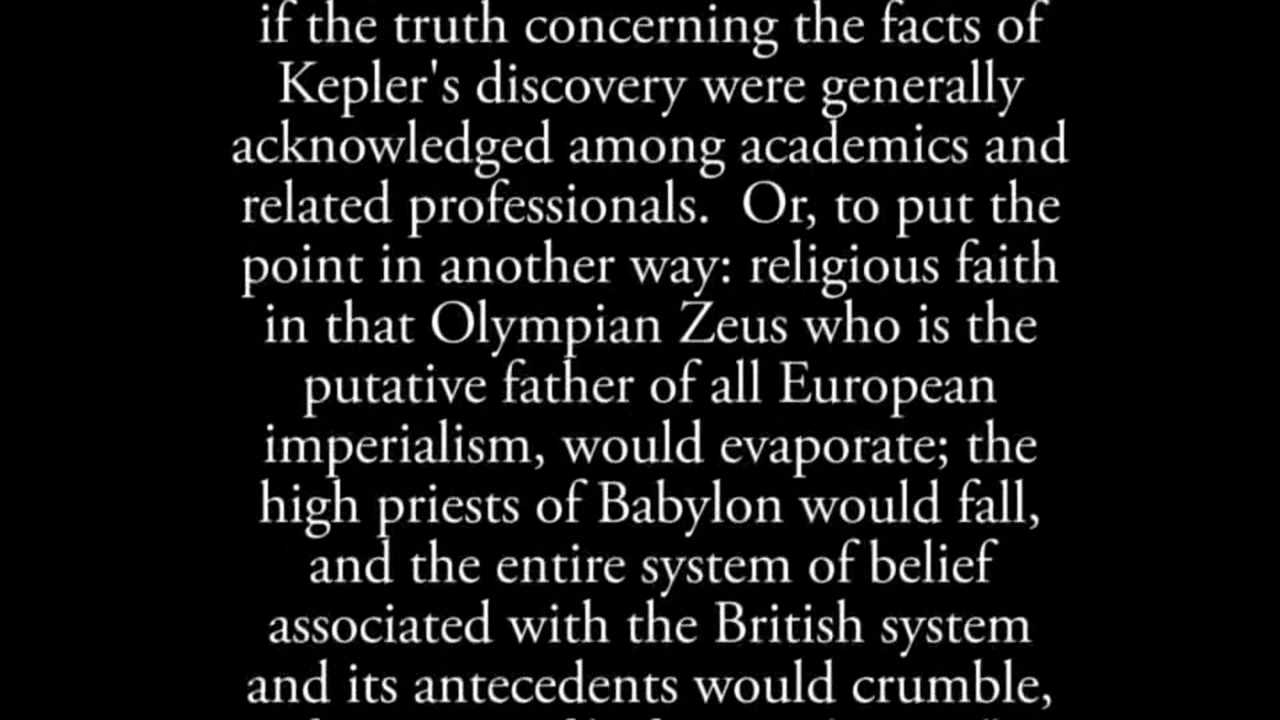 if the truth concerning the facts of
Kepler's discovery were generally
acknowledged among academics and
related professionals.  Or, to put the
point in another way: religious faith
in that Olympian Zeus who is the
putative father of all European
imperialism, would evaporate; the
high priests of Babylon would fall,
and the entire system of belief
associated with the British system
and its antecedents would crumble,